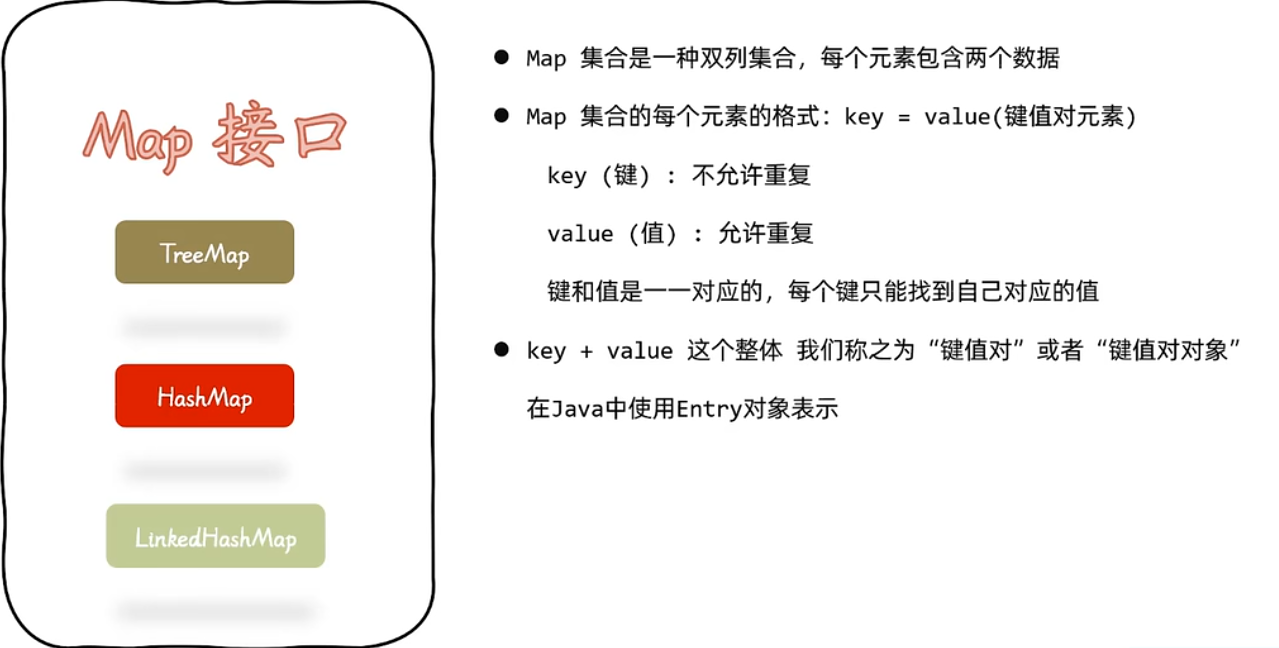 Map 接口
TreeMap
HashMap
LinkedHashMap
● Map 集合是一种双列集合，每个元素包含两个数据
● Map 集合的每个元素的格式：key = value(键值对元素)
key (键) : 不允许重复
value (值) : 允许重复
键和值是一一对应的，每个键只能找到自己对应的值
● key + value 这个整体 我们称之为“键值对”或者“键值对对象”
在Java中使用Entry对象表示